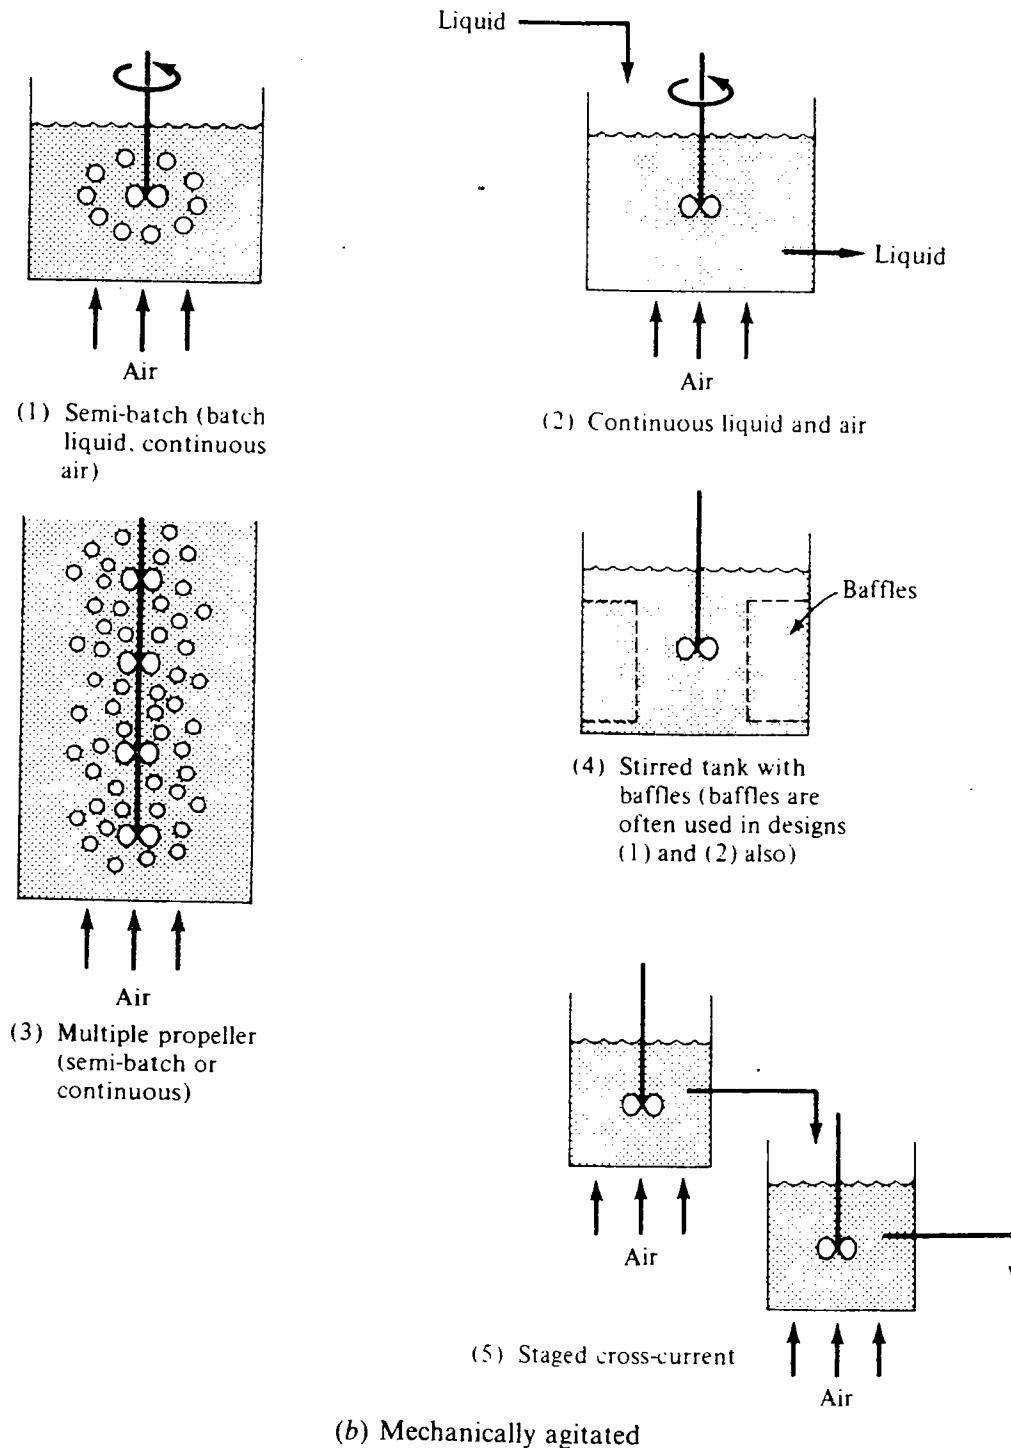 Liquid
Liquid
Air
Air
(1) Semi-batch (batch
liquid, continuous
air)
(2) Continuous liquid and air
Baffles
(4) Stirred tank with
baffles (baffles are
often used in designs
(1) and (2) also)
Air
(3) Multiple propeller
(semi-batch or
continuous)
Air
(5) Staged cross-current
Air
(b) Mechanically agitated